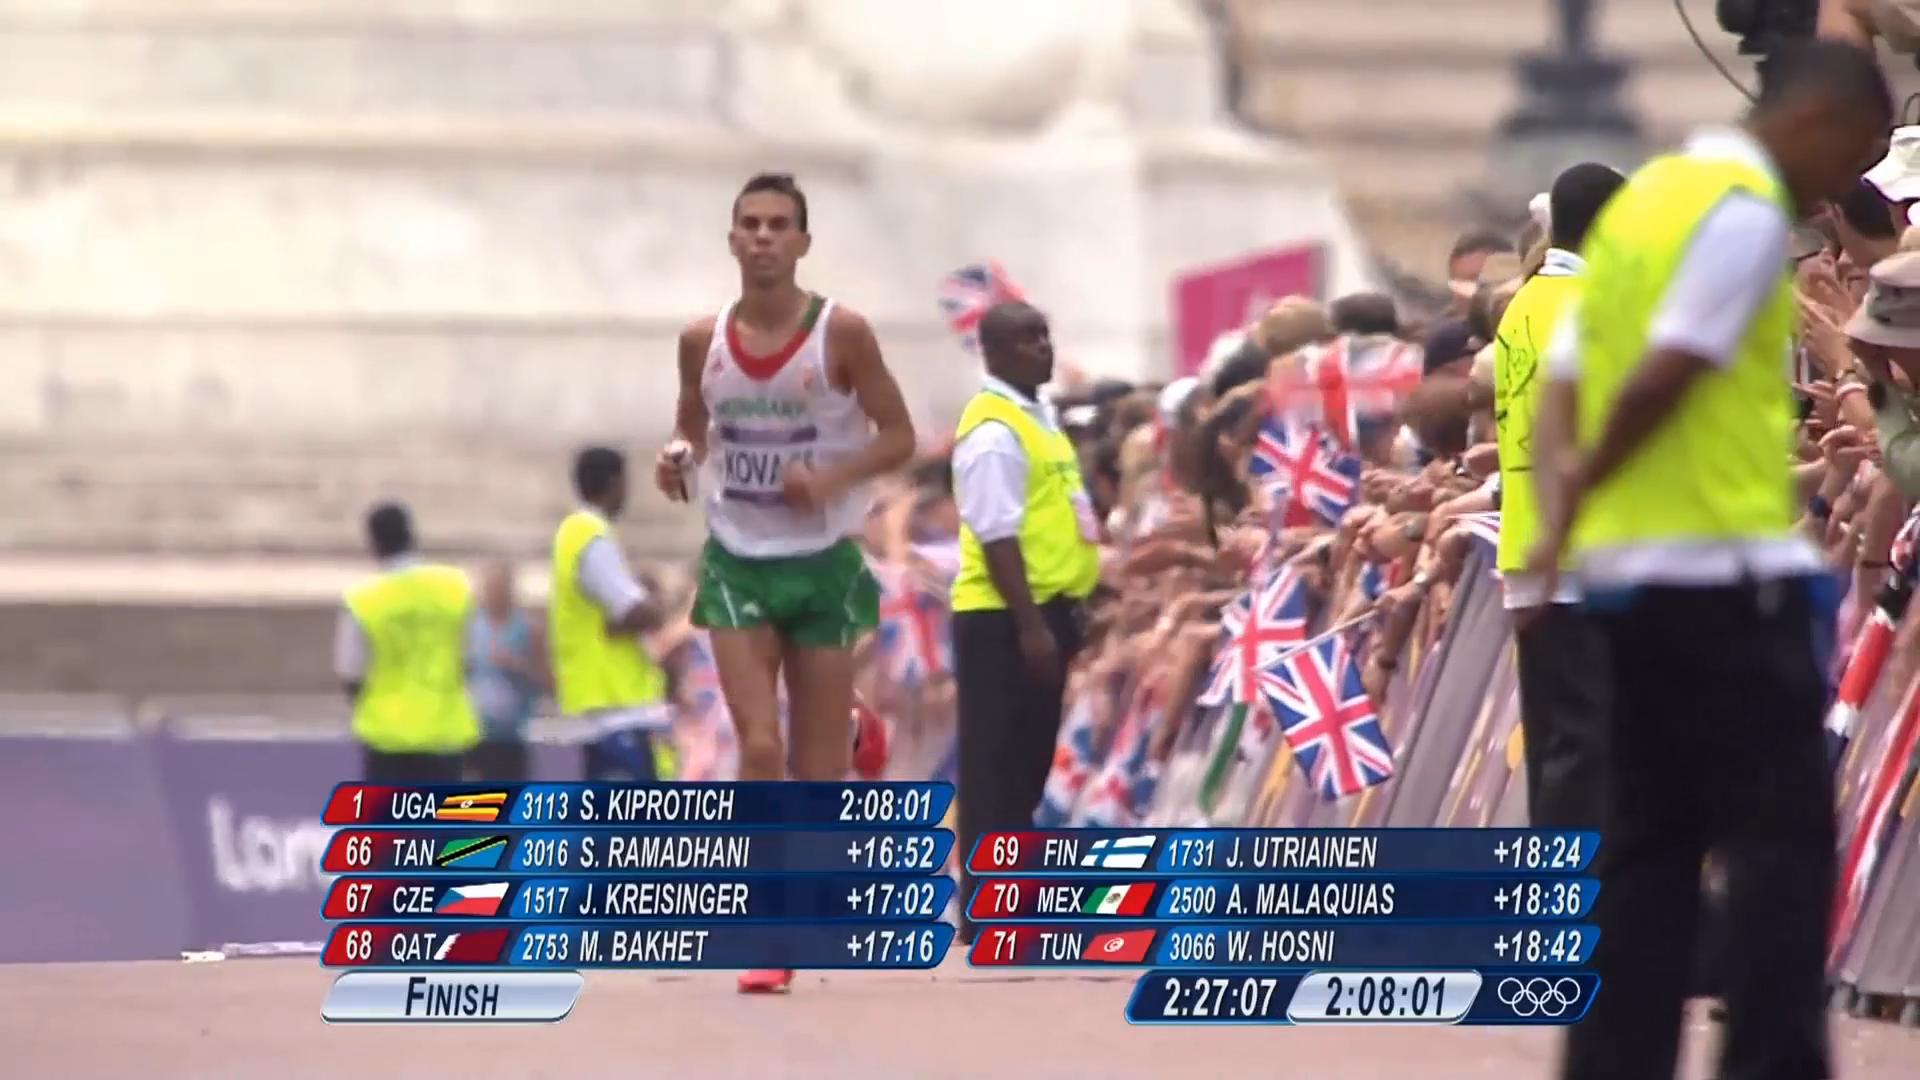 HUNGARY
1 UGA 3113 S. KIPROTICH 2:08:01
66 TAN 3016 S. RAMADHANI +16:52
67 CZE 1517 J. KREISINGER +17:02
68 QAT 2753 M. BAKHET +17:16
69 FIN 1731 J. UTRIAINEN +18:24
70 MEX 2500 A. MALAQUIAS +18:36
71 TUN 3066 W. HOSNI +18:42
FINISH
2:27:07 2:08:01